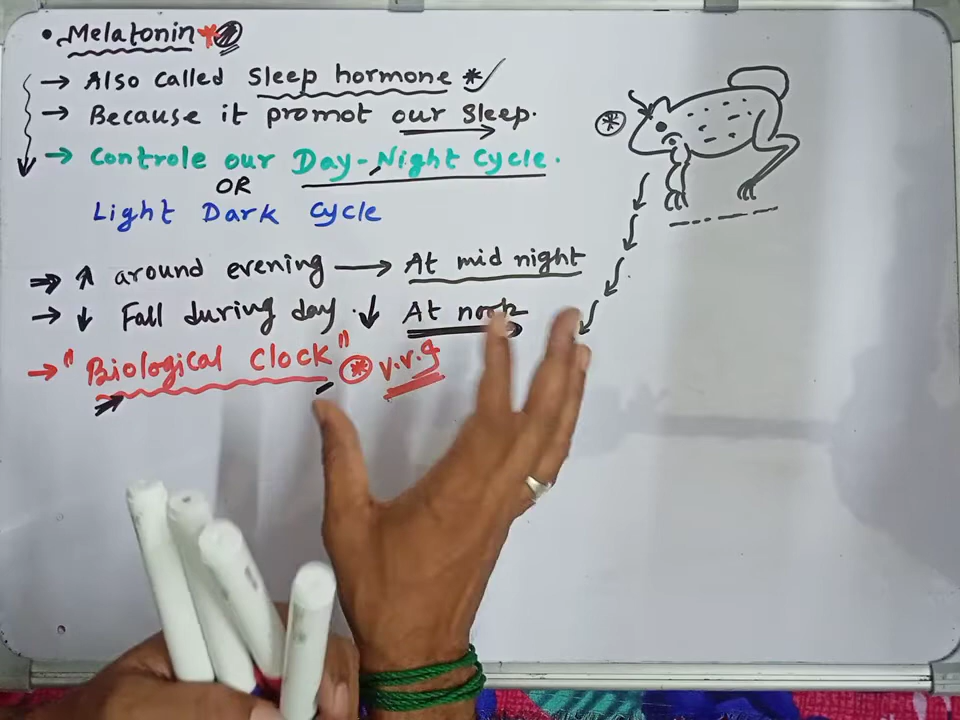 • Melatonin *
→ Also called Sleep hormone * ✓
→ Because it promot our Sleep.
→ Controle our Day-Night Cycle.
OR
Light Dark Cycle
⇒ ↑ around evening → At mid night
→ ↓ Fall during day. ↓ At noon
→ "Biological Clock" * v.v.g